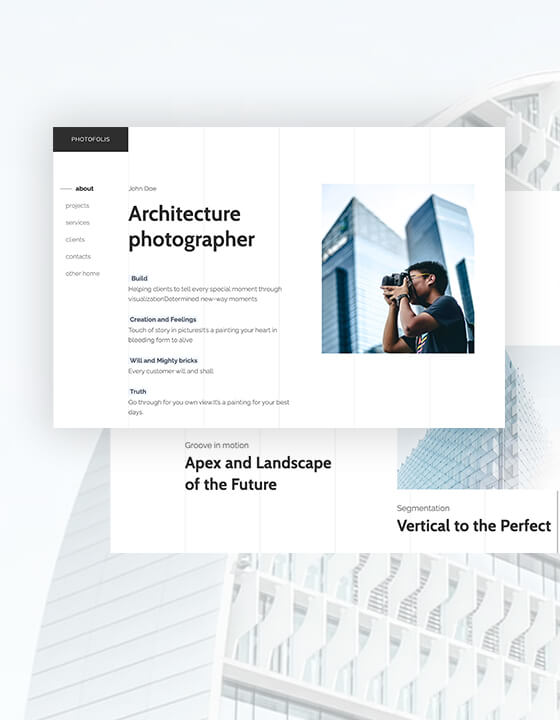 PHOTOFOLIS
about
projects
services
clients
contacts
other home
John Doe
Architecture
photographer
Build
Helping clients to tell every special moment through
visualizationDetermined new-way moments
Creation and Feelings
Touch of story in picturesIt's a painting your heart in
bleeding form to alive
Will and Mighty bricks
Every customer will and shall
Truth
Go through for you own view.It's a painting for your best
days.
Groove in motion
Apex and Landscape
of the Future
Segmentation
Vertical to the Perfect